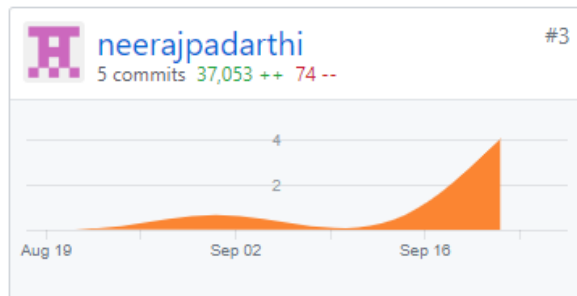 neerajpadarthi #3
5 commits 37,053 ++ 74 --
4
2
Aug 19 Sep 02 Sep 16